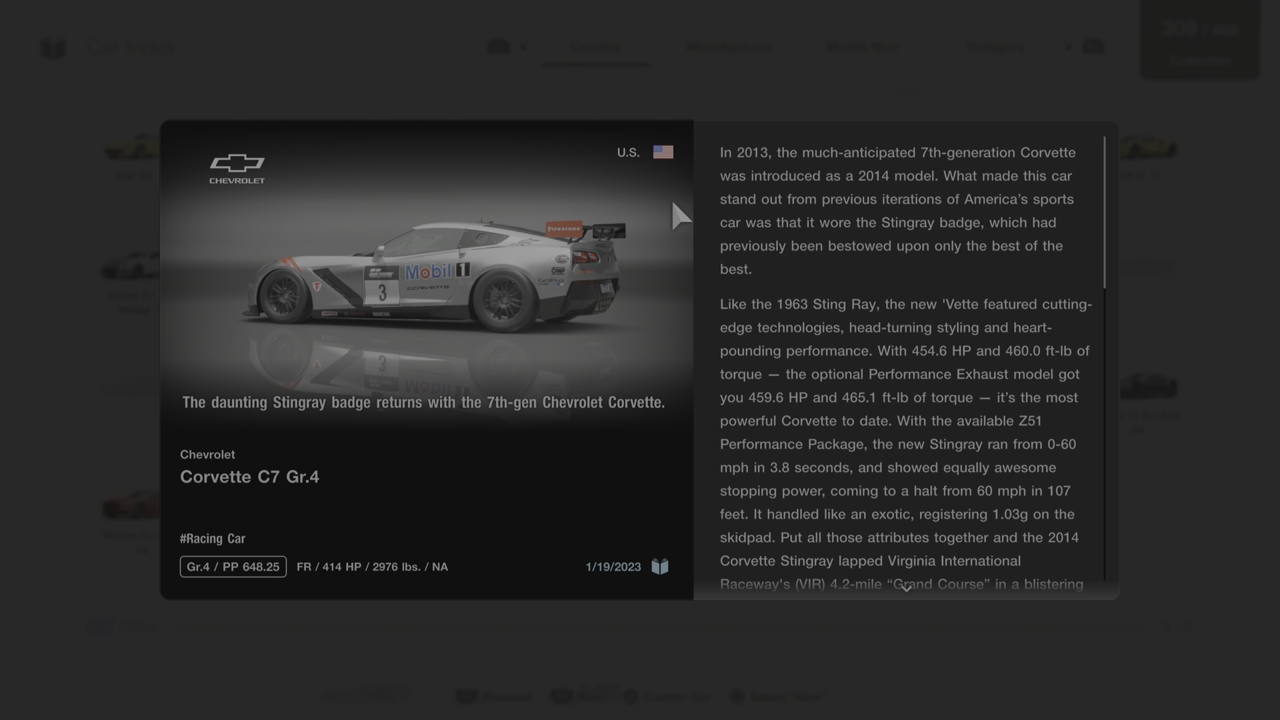 Car Index
Country
Manufacturer
Category
CHEVROLET
U.S.
Firestone
Mobil 1
CORVETTE
3
The daunting Stingray badge returns with the 7th-gen Chevrolet Corvette.
Chevrolet
Corvette C7 Gr.4
#Racing Car
Gr.4 / PP 648.25
FR / 414 HP / 2976 lbs. / NA
1/19/2023
In 2013, the much-anticipated 7th-generation Corvette
was introduced as a 2014 model. What made this car
stand out from previous iterations of America's sports
car was that it wore the Stingray badge, which had
previously been bestowed upon only the best of the
best.
Like the 1963 Sting Ray, the new 'Vette featured cutting-
edge technologies, head-turning styling and heart-
pounding performance. With 454.6 HP and 460.0 ft-lb of
torque — the optional Performance Exhaust model got
you 459.6 HP and 465.1 ft-lb of torque — it's the most
powerful Corvette to date. With the available Z51
Performance Package, the new Stingray ran from 0-60
mph in 3.8 seconds, and showed equally awesome
stopping power, coming to a halt from 60 mph in 107
feet. It handled like an exotic, registering 1.03g on the
skidpad. Put all those attributes together and the 2014
Corvette Stingray lapped Virginia International
Raceway's (VIR) 4.2-mile “Grand Course” in a blistering